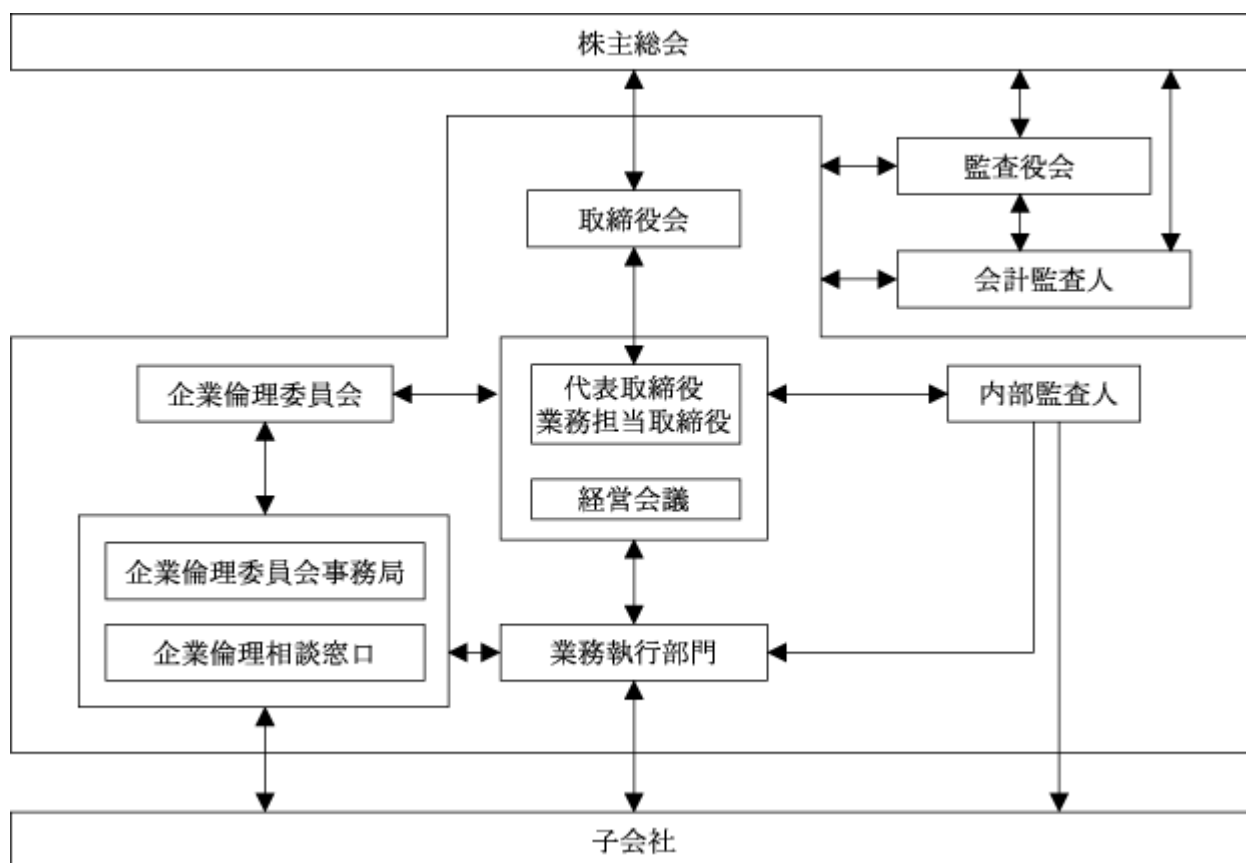 株主総会
監査役会
取締役会
会計監査人
企業倫理委員会
代表取締役
業務担当取締役
内部監査人
経営会議
企業倫理委員会事務局
企業倫理相談窓口
業務執行部門
子会社